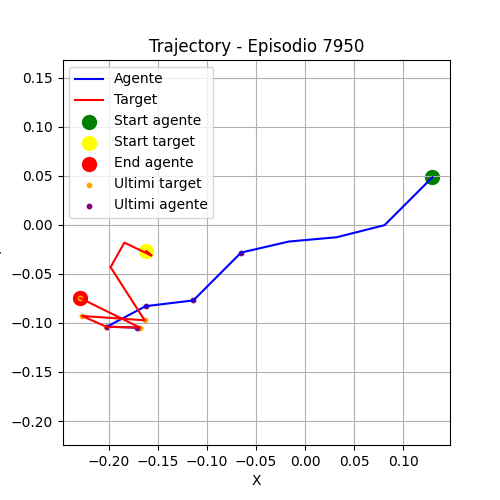 Trajectory - Episodio 7950
Agente
Target
Start agente
Start target
End agente
Ultimi target
Ultimi agente
0.15
0.10
0.05
0.00
−0.05
−0.10
−0.15
−0.20
−0.20
−0.15
−0.10
−0.05
0.00
0.05
0.10
X